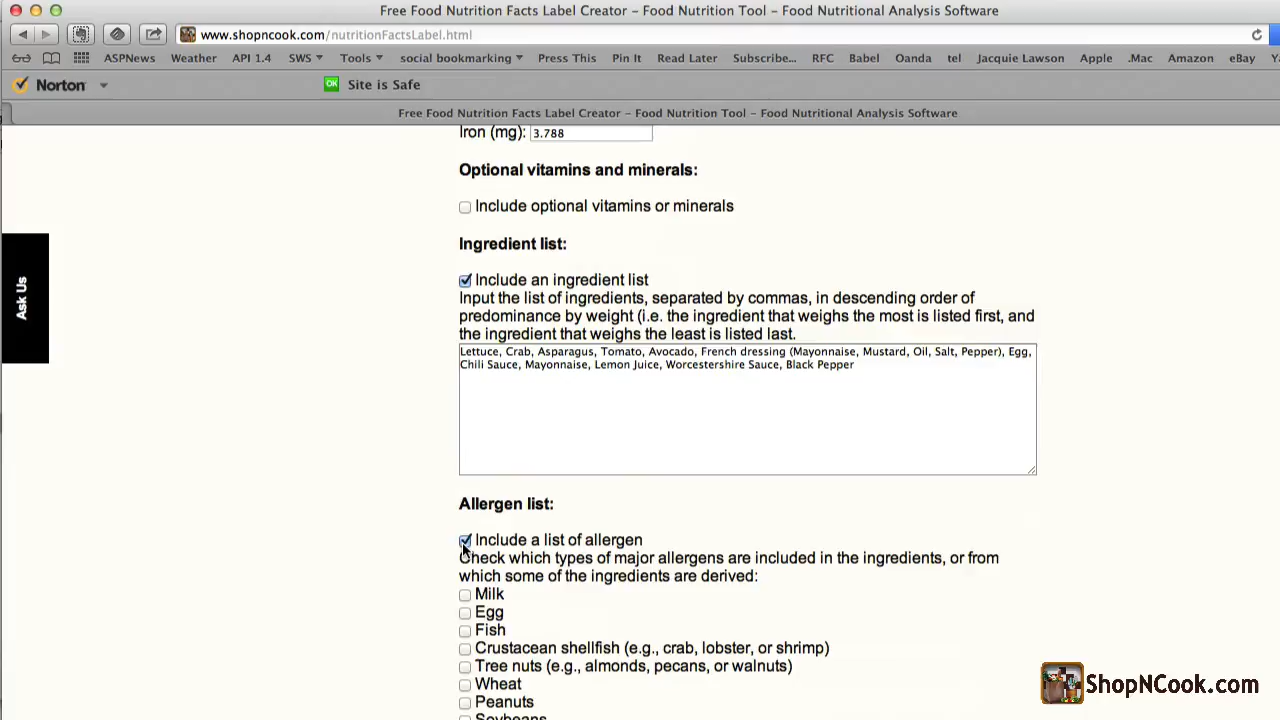 Free Food Nutrition Facts Label Creator – Food Nutrition Tool – Food Nutritional Analysis Software
www.shopncook.com/nutritionFactsLabel.html
ASPNews Weather API 1.4 SWS Tools social bookmarking Press This Pin It Read Later Subscribe... RFC Babel Oanda tel Jacquie Lawson Apple .Mac Amazon eBay
Norton OK Site is Safe
Free Food Nutrition Facts Label Creator – Food Nutrition Tool – Food Nutritional Analysis Software
Iron (mg): 3.788
Optional vitamins and minerals:
Include optional vitamins or minerals
Ask Us
Ingredient list:
Include an ingredient list
Input the list of ingredients, separated by commas, in descending order of
predominance by weight (i.e. the ingredient that weighs the most is listed first, and
the ingredient that weighs the least is listed last.
Lettuce, Crab, Asparagus, Tomato, Avocado, French dressing (Mayonnaise, Mustard, Oil, Salt, Pepper), Egg,
Chili Sauce, Mayonnaise, Lemon Juice, Worcestershire Sauce, Black Pepper
Allergen list:
Include a list of allergen
Check which types of major allergens are included in the ingredients, or from
which some of the ingredients are derived:
Milk
Egg
Fish
Crustacean shellfish (e.g., crab, lobster, or shrimp)
Tree nuts (e.g., almonds, pecans, or walnuts)
Wheat
Peanuts
Soybeans
ShopNCook.com